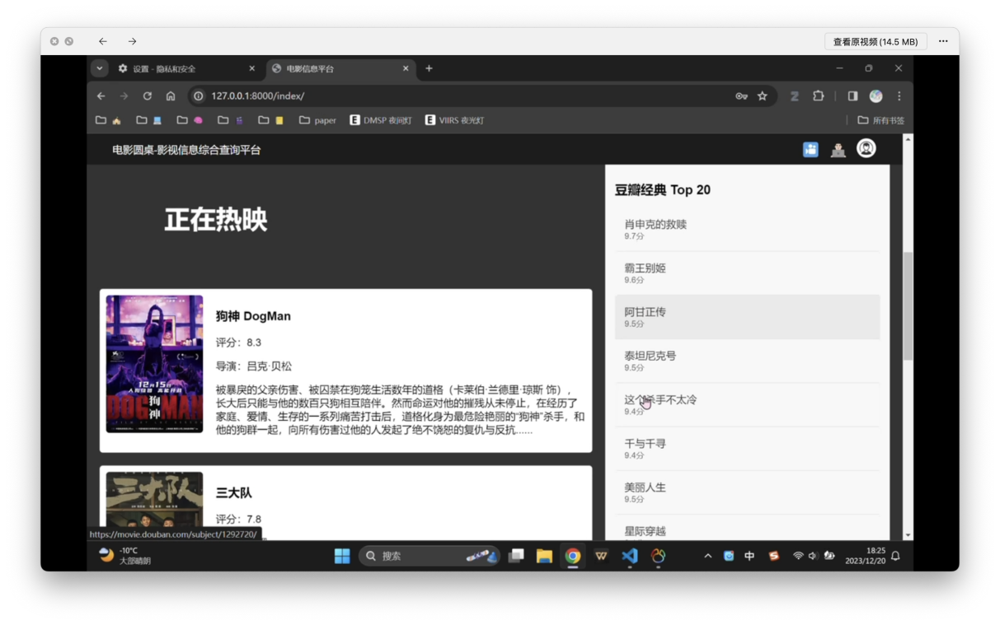 查看原视频 (14.5 MB)
设置 - 隐私和安全
电影信息平台
127.0.0.1:8000/index/
paper
E DMSP 夜间灯
E VIIRS 夜光灯
所有书签
电影圆桌-影视信息综合查询平台
正在热映
狗神 DogMan
评分：8.3
导演：吕克·贝松
被暴戾的父亲伤害、被囚禁在狗笼生活数年的道格（卡莱伯·兰德里·琼斯 饰），
长大后只能与他的数百只狗相互陪伴。然而命运对他的摧残从未停止，在经历了
家庭、爱情、生存的一系列痛苦打击后，道格化身为最危险艳丽的“狗神”杀手，和
他的狗群一起，向所有伤害过他的人发起了绝不饶恕的复仇与反抗......
12月15日
DOGMAN
狗神
三大队
三大队
评分：7.8
豆瓣经典 Top 20
肖申克的救赎
9.7分
霸王别姬
9.6分
阿甘正传
9.5分
泰坦尼克号
9.5分
这个杀手不太冷
9.4分
千与千寻
9.4分
美丽人生
9.5分
星际穿越
https://movie.douban.com/subject/1292720/
-10°C
大部晴朗
搜索
中
18:25
2023/12/20